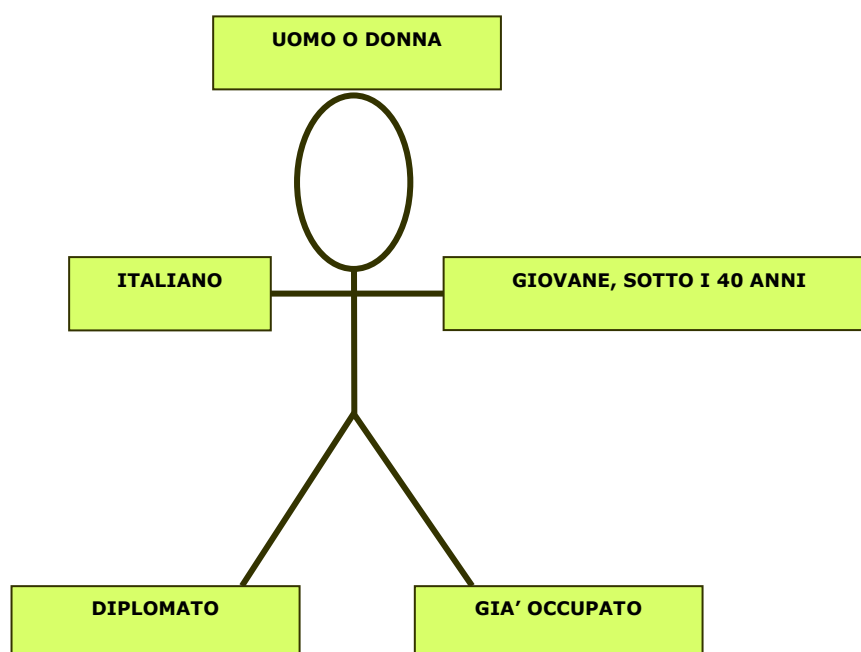 UOMO O DONNA
ITALIANO
GIOVANE, SOTTO I 40 ANNI
DIPLOMATO
GIA’ OCCUPATO